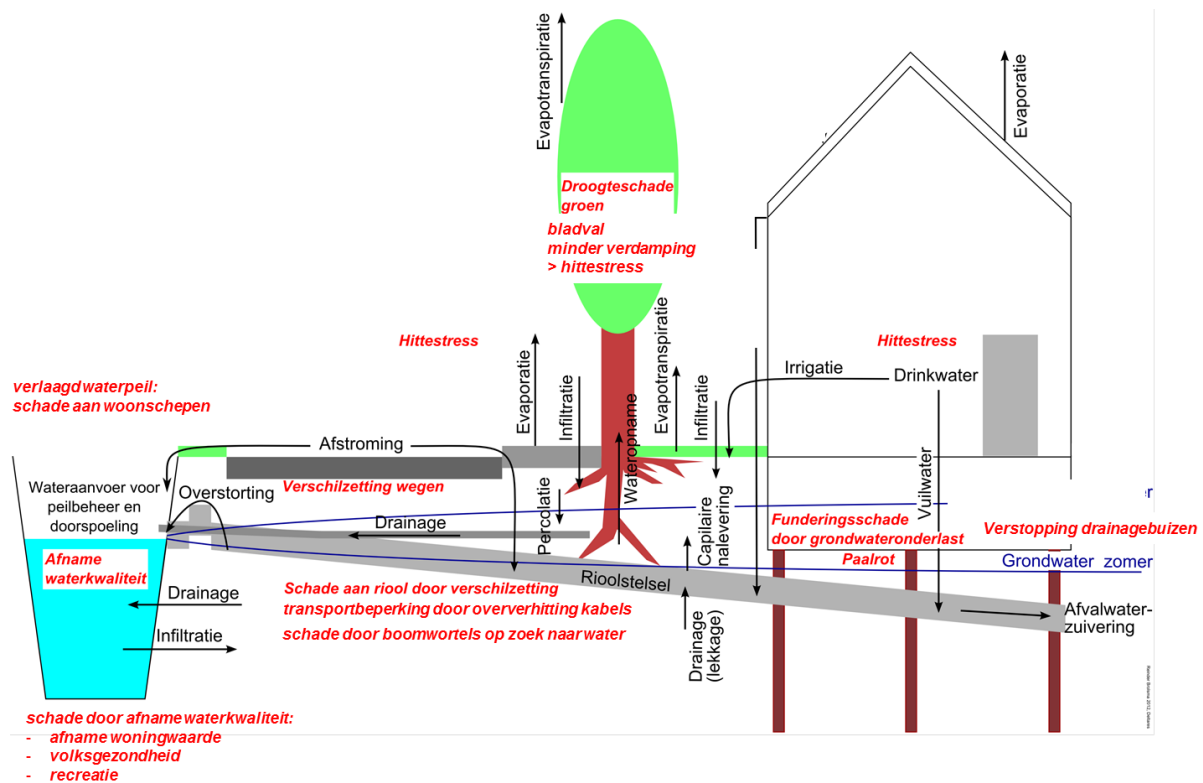 Evapotranspiratie
Evaporatie
Droogteschade
groen
bladval
minder verdamping
> hittestress
Hittestress
Hittestress
verlaagd waterpeil:
schade aan woonschepen
Evaporatie
Infiltratie
Evapotranspiratie
Infiltratie
Irrigatie
Drinkwater
Afstroming
Wateropname
Vuilwater
Wateraanvoer voor
peilbeheer en
doorspoeling
Overstorting
Verschilzetting wegen
Percolatie
Drainage
Capilaire
nalevering
Funderingsschade
door grondwateronderlast
Paalrot
Verstopping drainagebuizen
Grondwater zomer
Afname
waterkwaliteit
Rioolstelsel
Schade aan riool door verschilzetting
transportbeperking door oververhitting kabels
schade door boomwortels op zoek naar water
Drainage
Infiltratie
Drainage
(lekkage)
Afvalwater-
zuivering
schade door afname waterkwaliteit:
- afname woningwaarde
- volksgezondheid
- recreatie